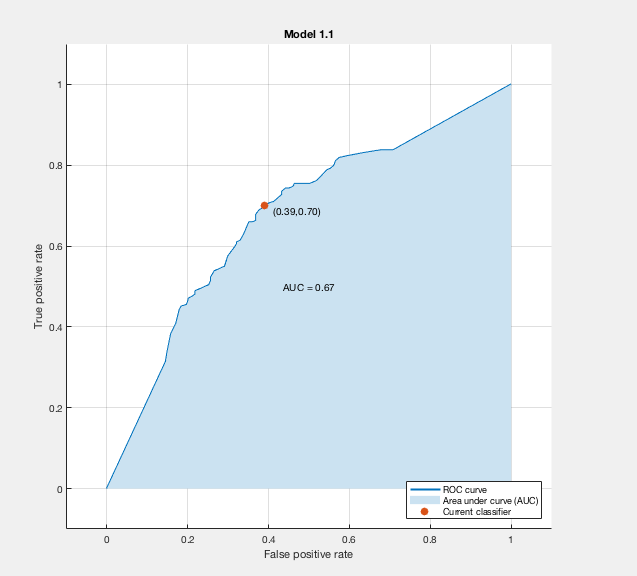 Model 1.1
1
0.8
0.6
0.4
0.2
0
True positive rate
(0.39,0.70)
AUC = 0.67
ROC curve
Area under curve (AUC)
Current classifier
0 0.2 0.4 0.6 0.8 1
False positive rate